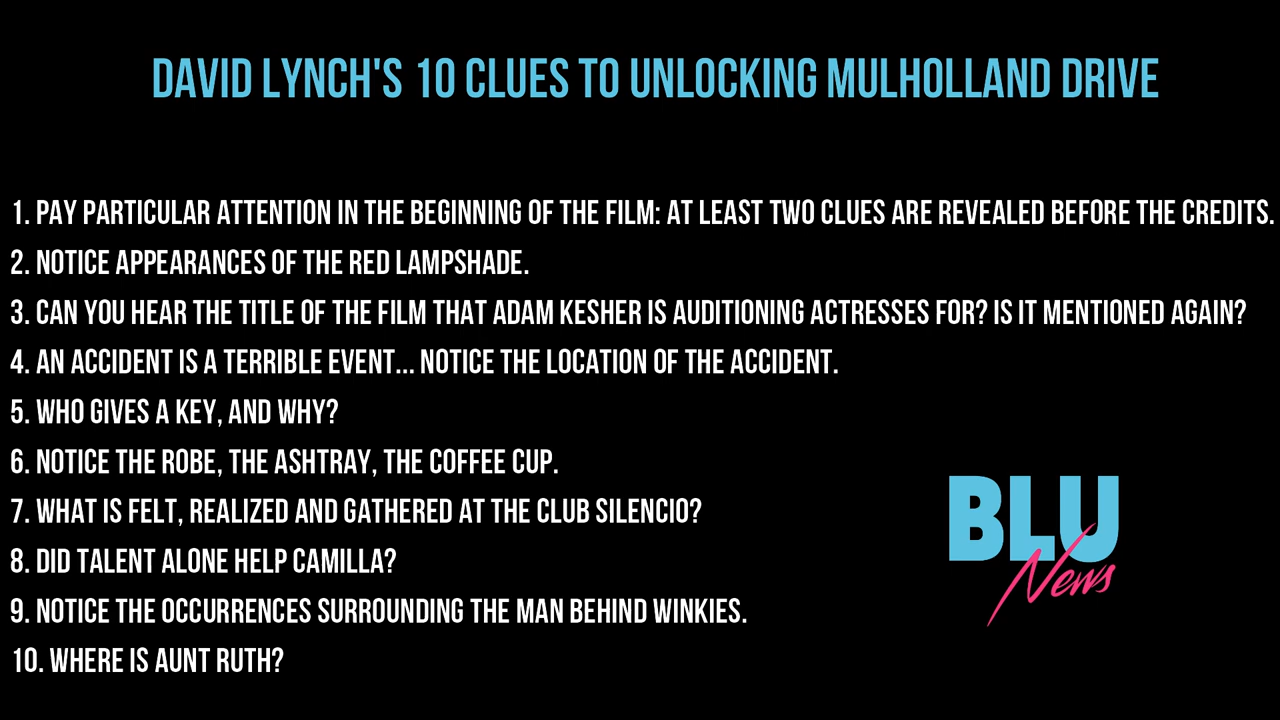 DAVID LYNCH'S 10 CLUES TO UNLOCKING MULHOLLAND DRIVE
1. PAY PARTICULAR ATTENTION IN THE BEGINNING OF THE FILM: AT LEAST TWO CLUES ARE REVEALED BEFORE THE CREDITS.
2. NOTICE APPEARANCES OF THE RED LAMPSHADE.
3. CAN YOU HEAR THE TITLE OF THE FILM THAT ADAM KESHER IS AUDITIONING ACTRESSES FOR? IS IT MENTIONED AGAIN?
4. AN ACCIDENT IS A TERRIBLE EVENT... NOTICE THE LOCATION OF THE ACCIDENT.
5. WHO GIVES A KEY, AND WHY?
6. NOTICE THE ROBE, THE ASHTRAY, THE COFFEE CUP.
7. WHAT IS FELT, REALIZED AND GATHERED AT THE CLUB SILENCIO?
8. DID TALENT ALONE HELP CAMILLA?
9. NOTICE THE OCCURRENCES SURROUNDING THE MAN BEHIND WINKIES.
10. WHERE IS AUNT RUTH?
BLU
News